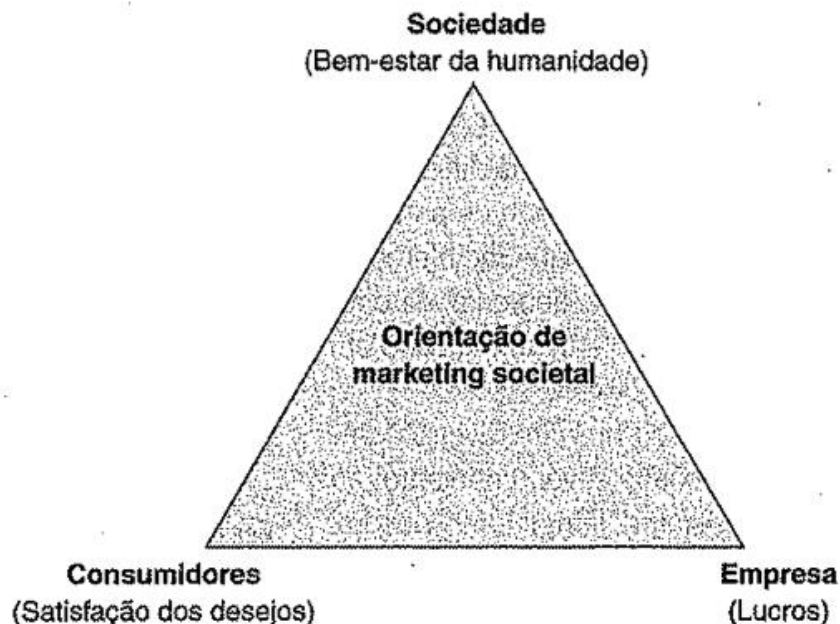 Sociedade
(Bem-estar da humanidade)
Orientação de
marketing societal
Consumidores
(Satisfação dos desejos)
Empresa
(Lucros)